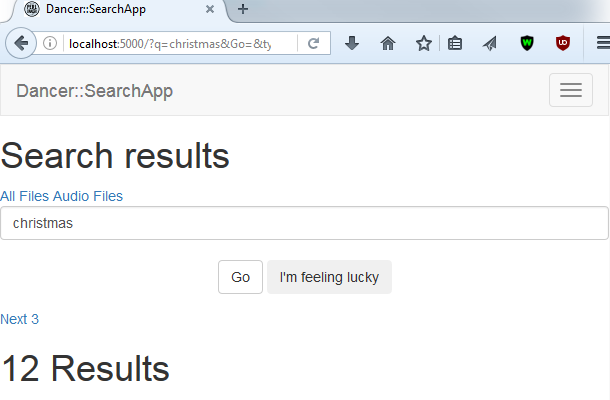 Dancer::SearchApp
localhost:5000/?q=christmas&Go=&ty
Dancer::SearchApp
Search results
All Files Audio Files
christmas
Go I'm feeling lucky
Next 3
12 Results